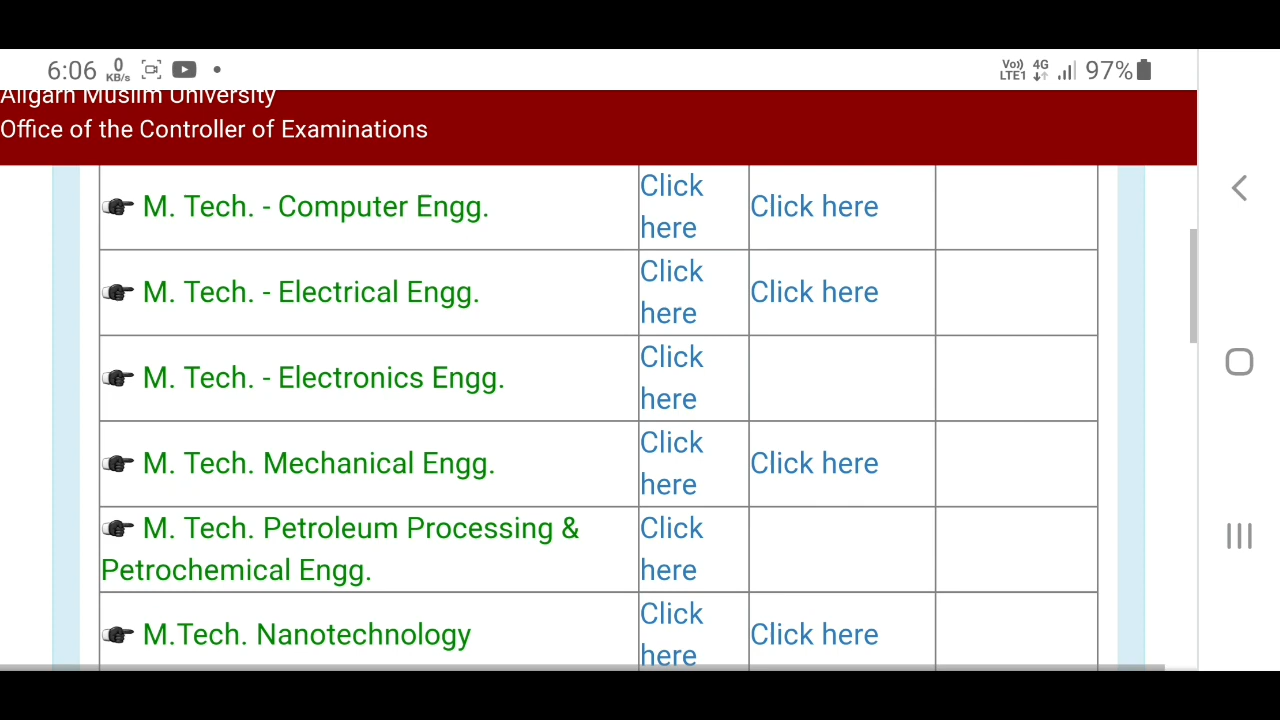 6:06 0 KB/s Vo)) LTE1 4G 97%
Aligarh Muslim University
Office of the Controller of Examinations
M. Tech. - Computer Engg. Click here Click here
M. Tech. - Electrical Engg. Click here Click here
M. Tech. - Electronics Engg. Click here
M. Tech. Mechanical Engg. Click here Click here
M. Tech. Petroleum Processing &
Petrochemical Engg. Click here
M.Tech. Nanotechnology Click here Click here